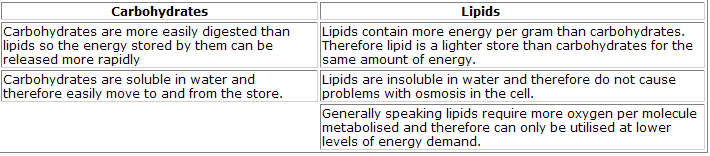 Carbohydrates
Lipids
Carbohydrates are more easily digested than
lipids so the energy stored by them can be
released more rapidly
Lipids contain more energy per gram than carbohydrates.
Therefore lipid is a lighter store than carbohydrates for the
same amount of energy.
Carbohydrates are soluble in water and
therefore easily move to and from the store.
Lipids are insoluble in water and therefore do not cause
problems with osmosis in the cell.
Generally speaking lipids require more oxygen per molecule
metabolised and therefore can only be utilised at lower
levels of energy demand.